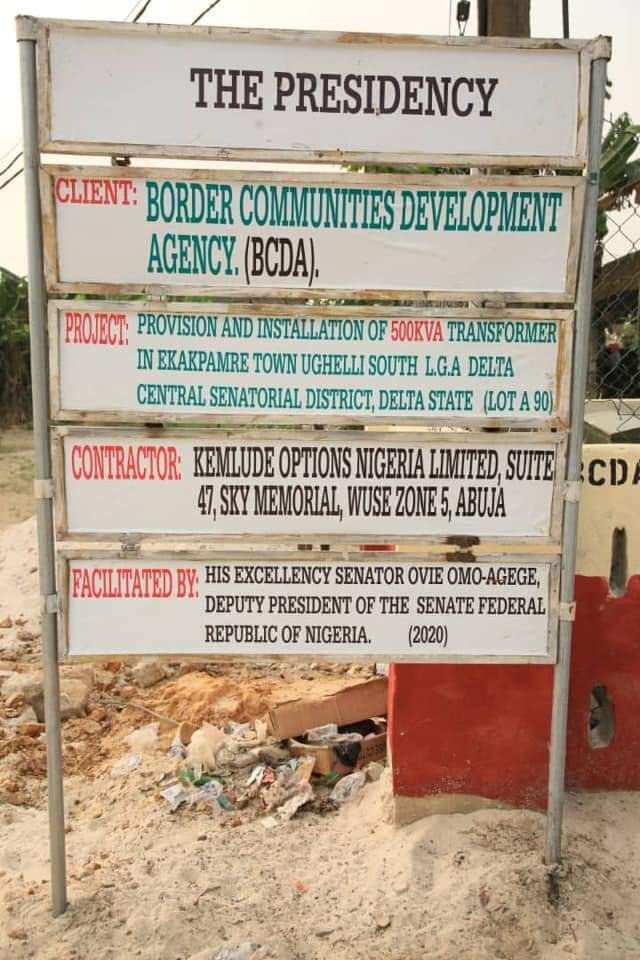 THE PRESIDENCY
CLIENT: BORDER COMMUNITIES DEVELOPMENT
AGENCY. (BCDA).
PROJECT: PROVISION AND INSTALLATION OF 500KVA TRANSFORMER
IN EKAKPAMRE TOWN UGHELLI SOUTH L.G.A DELTA
CENTRAL SENATORIAL DISTRICT, DELTA STATE (LOT A 90)
CONTRACTOR: KEMLUDE OPTIONS NIGERIA LIMITED, SUITE
47, SKY MEMORIAL, WUSE ZONE 5, ABUJA
FACILITATED BY: HIS EXCELLENCY SENATOR OVIE OMO-AGEGE,
DEPUTY PRESIDENT OF THE SENATE FEDERAL
REPUBLIC OF NIGERIA. (2020)